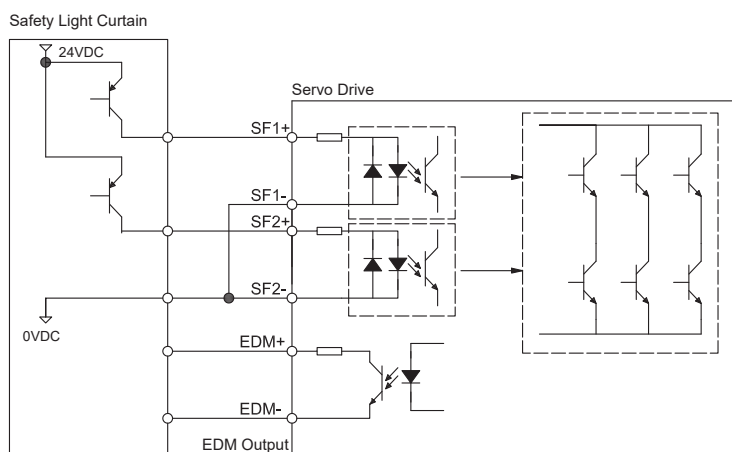 Safety Light Curtain
24VDC
Servo Drive
SF1+
SF1-
SF2+
SF2-
0VDC
EDM+
EDM-
EDM Output